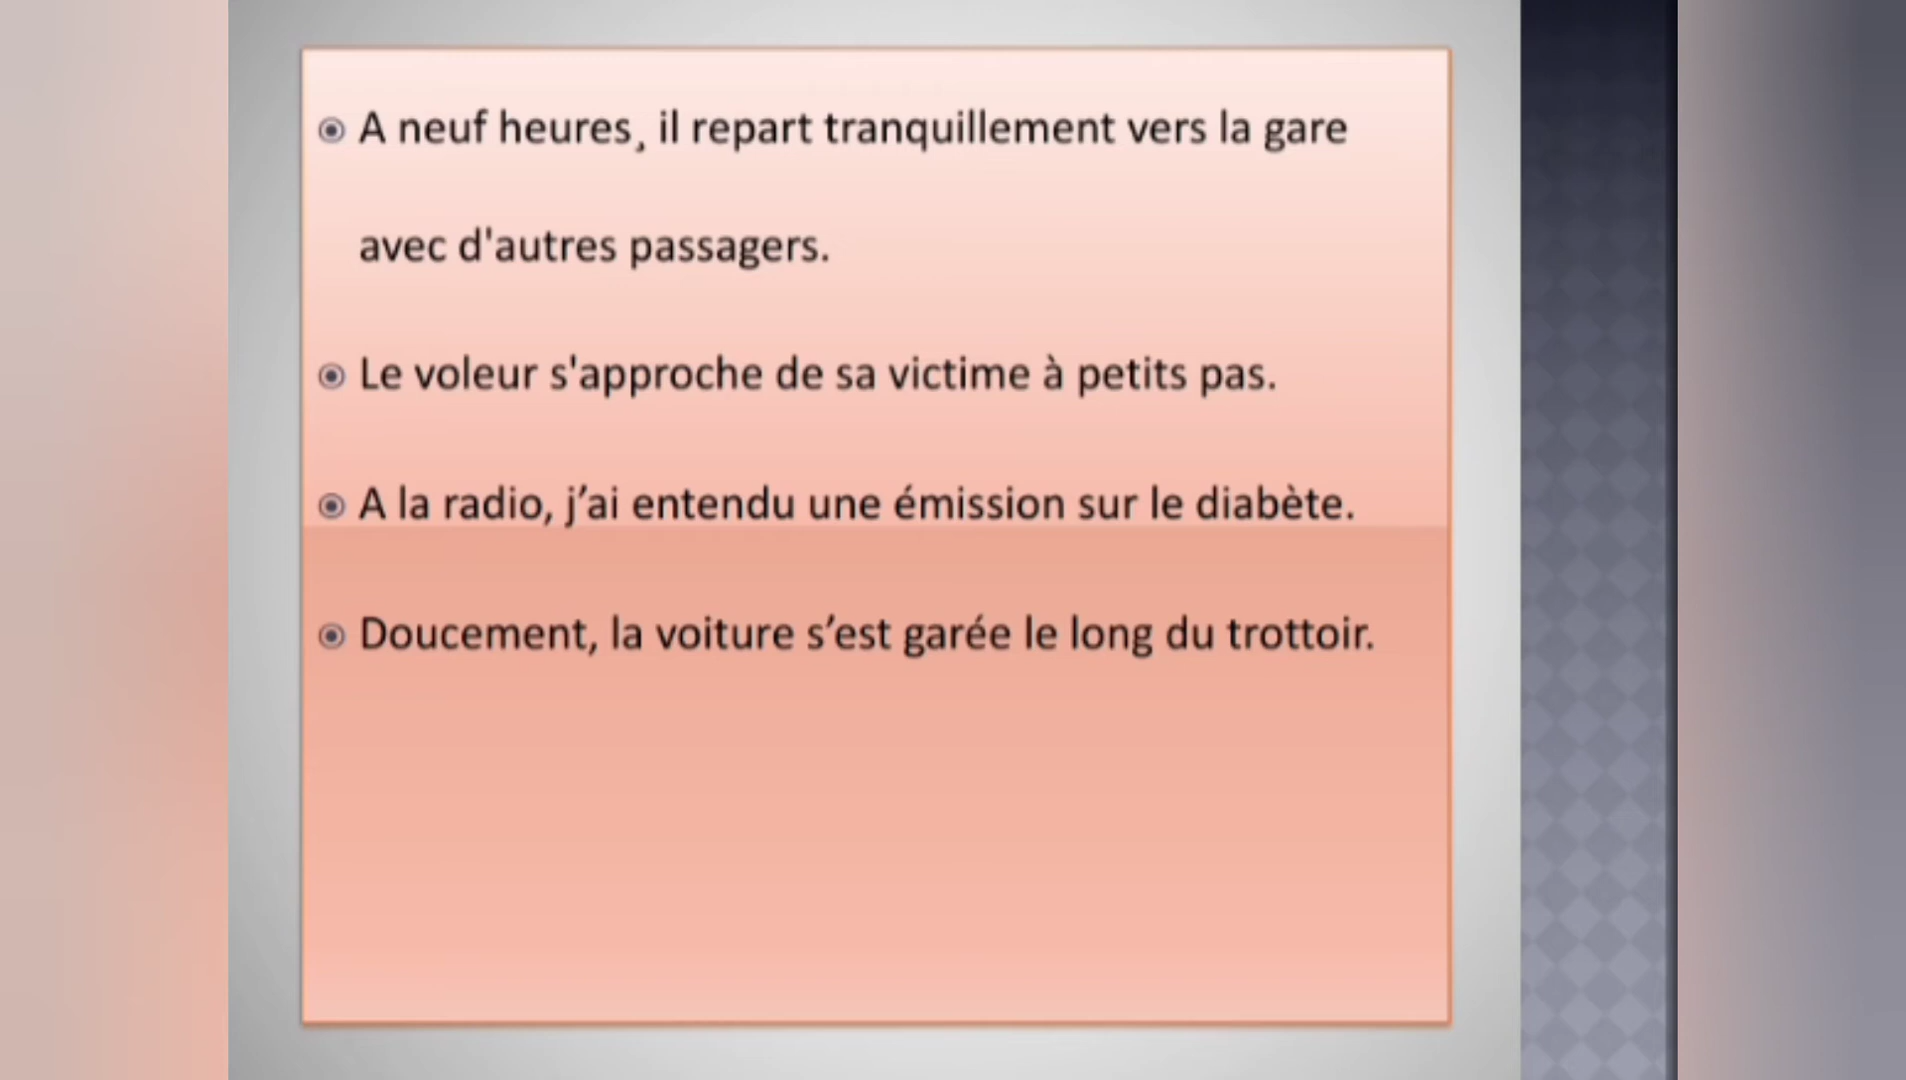 A neuf heures¸ il repart tranquillement vers la gare
avec d'autres passagers.
Le voleur s'approche de sa victime à petits pas.
A la radio, j’ai entendu une émission sur le diabète.
Doucement, la voiture s’est garée le long du trottoir.